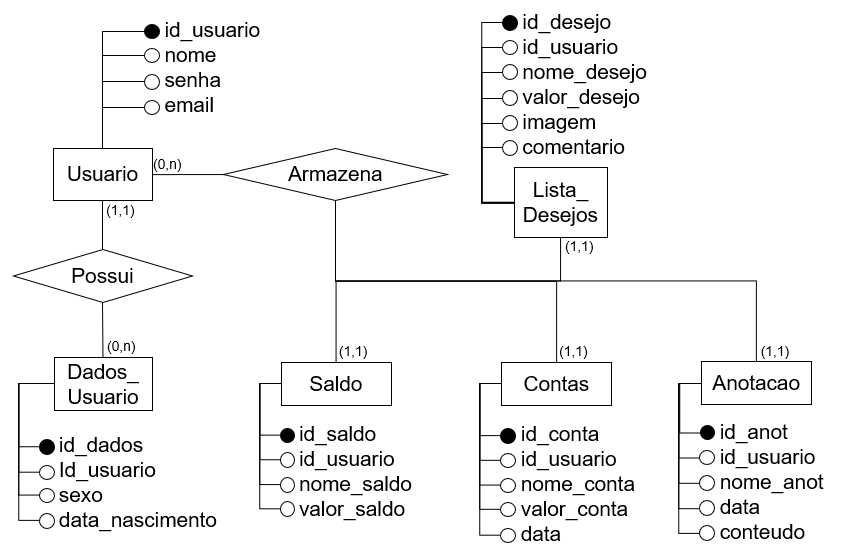 id_usuario
nome
senha
email
id_desejo
id_usuario
nome_desejo
valor_desejo
imagem
comentario
Usuario
(0,n)
Armazena
Lista_
Desejos
(1,1)
(1,1)
Possui
(0,n)
Dados_
Usuario
(1,1)
Saldo
(1,1)
Contas
(1,1)
Anotacao
id_dados
Id_usuario
sexo
data_nascimento
id_saldo
id_usuario
nome_saldo
valor_saldo
id_conta
id_usuario
nome_conta
valor_conta
data
id_anot
id_usuario
nome_anot
data
conteudo